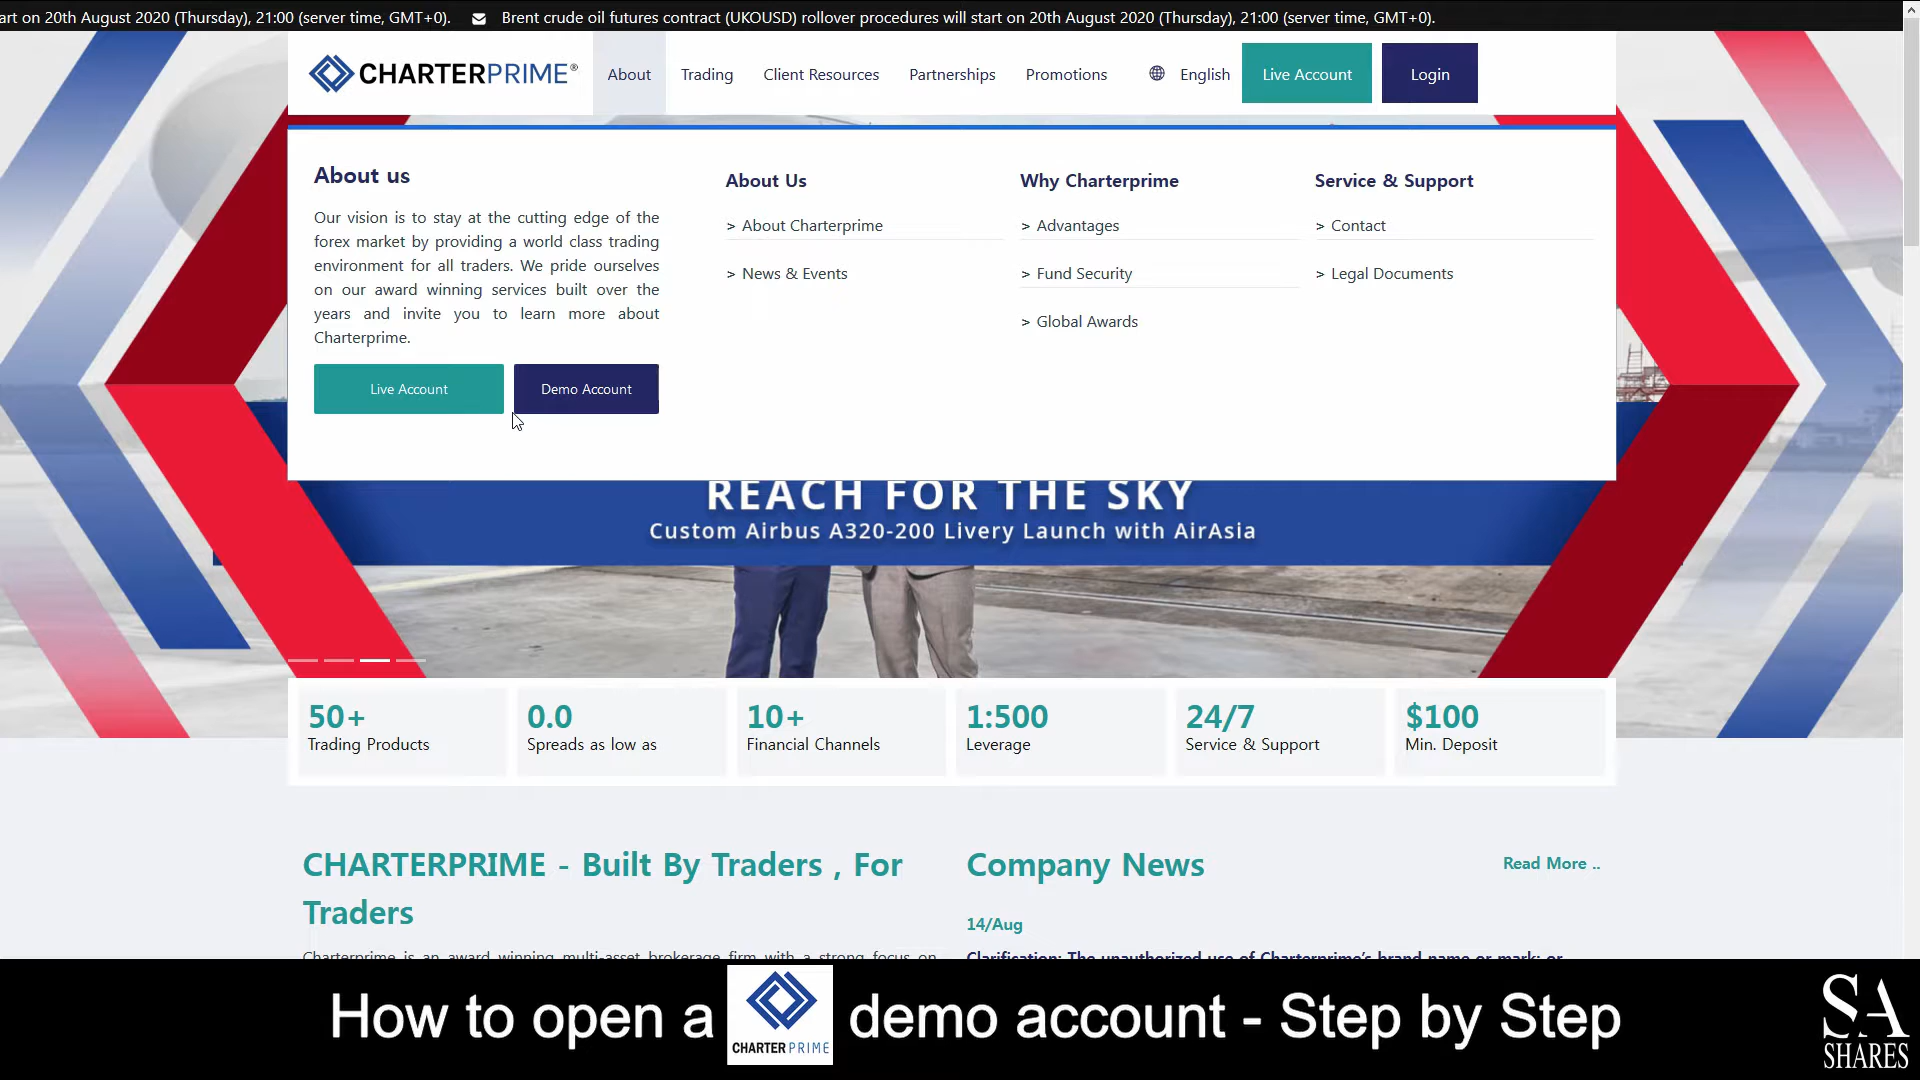 art on 20th August 2020 (Thursday), 21:00 (server time, GMT+0). Brent crude oil futures contract (UKOUSD) rollover procedures will start on 20th August 2020 (Thursday), 21:00 (server time, GMT+0).
CHARTERPRIME® About Trading Client Resources Partnerships Promotions English Live Account Login
About us
Our vision is to stay at the cutting edge of the
forex market by providing a world class trading
environment for all traders. We pride ourselves
on our award winning services built over the
years and invite you to learn more about
Charterprime.
Live Account Demo Account
About Us
> About Charterprime
> News & Events
Why Charterprime
> Advantages
> Fund Security
> Global Awards
Service & Support
> Contact
> Legal Documents
REACH FOR THE SKY
Custom Airbus A320-200 Livery Launch with AirAsia
50+
Trading Products
0.0
Spreads as low as
10+
Financial Channels
1:500
Leverage
24/7
Service & Support
$100
Min. Deposit
CHARTERPRIME - Built By Traders , For
Traders
Charterprime is an award winning multi-asset brokerage firm with a strong focus on
Company News
Read More ..
14/Aug
Clarification: The unauthorized use of Charterprime's brand name or mark; or
How to open a CHARTERPRIME demo account - Step by Step
SA
SHARES